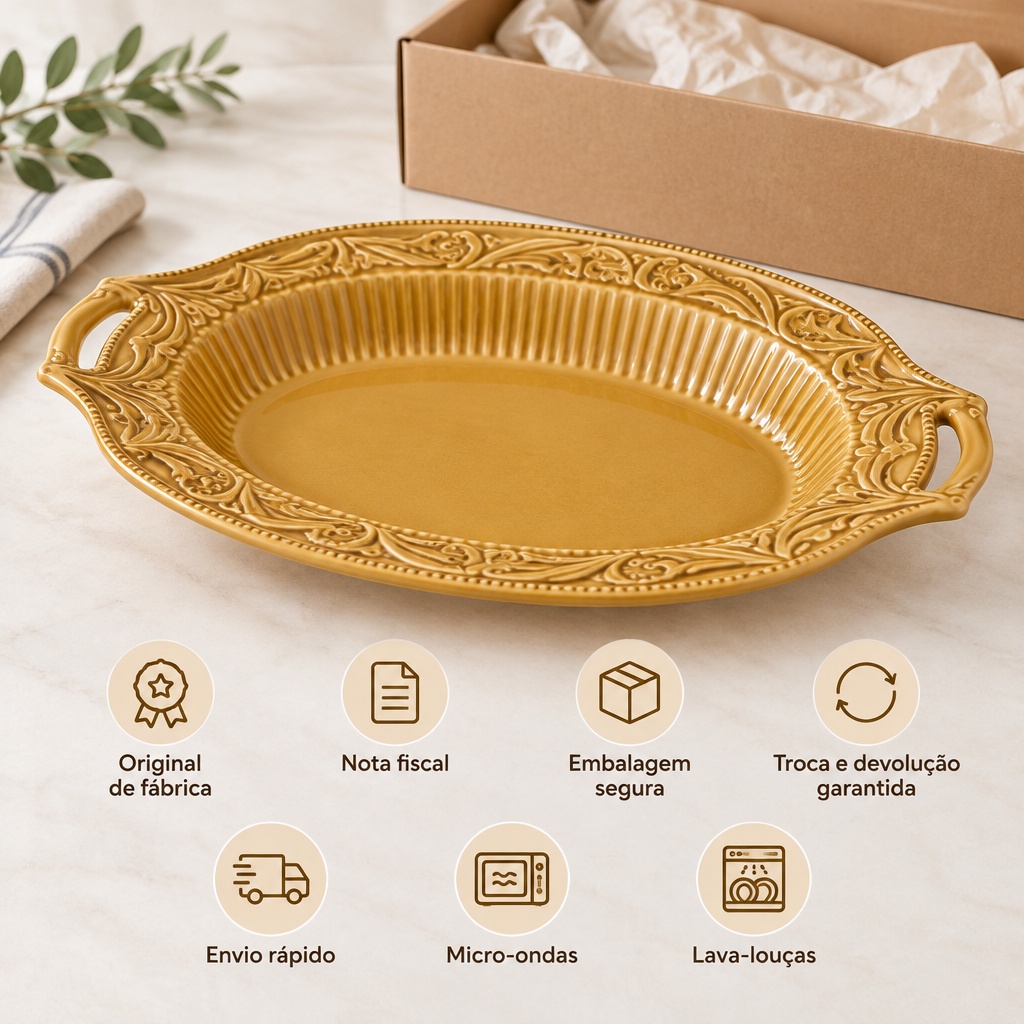 Original
de fábrica
Nota fiscal
Embalagem
segura
Troca e devolução
garantida
Envio rápido
Micro-ondas
Lava-louças